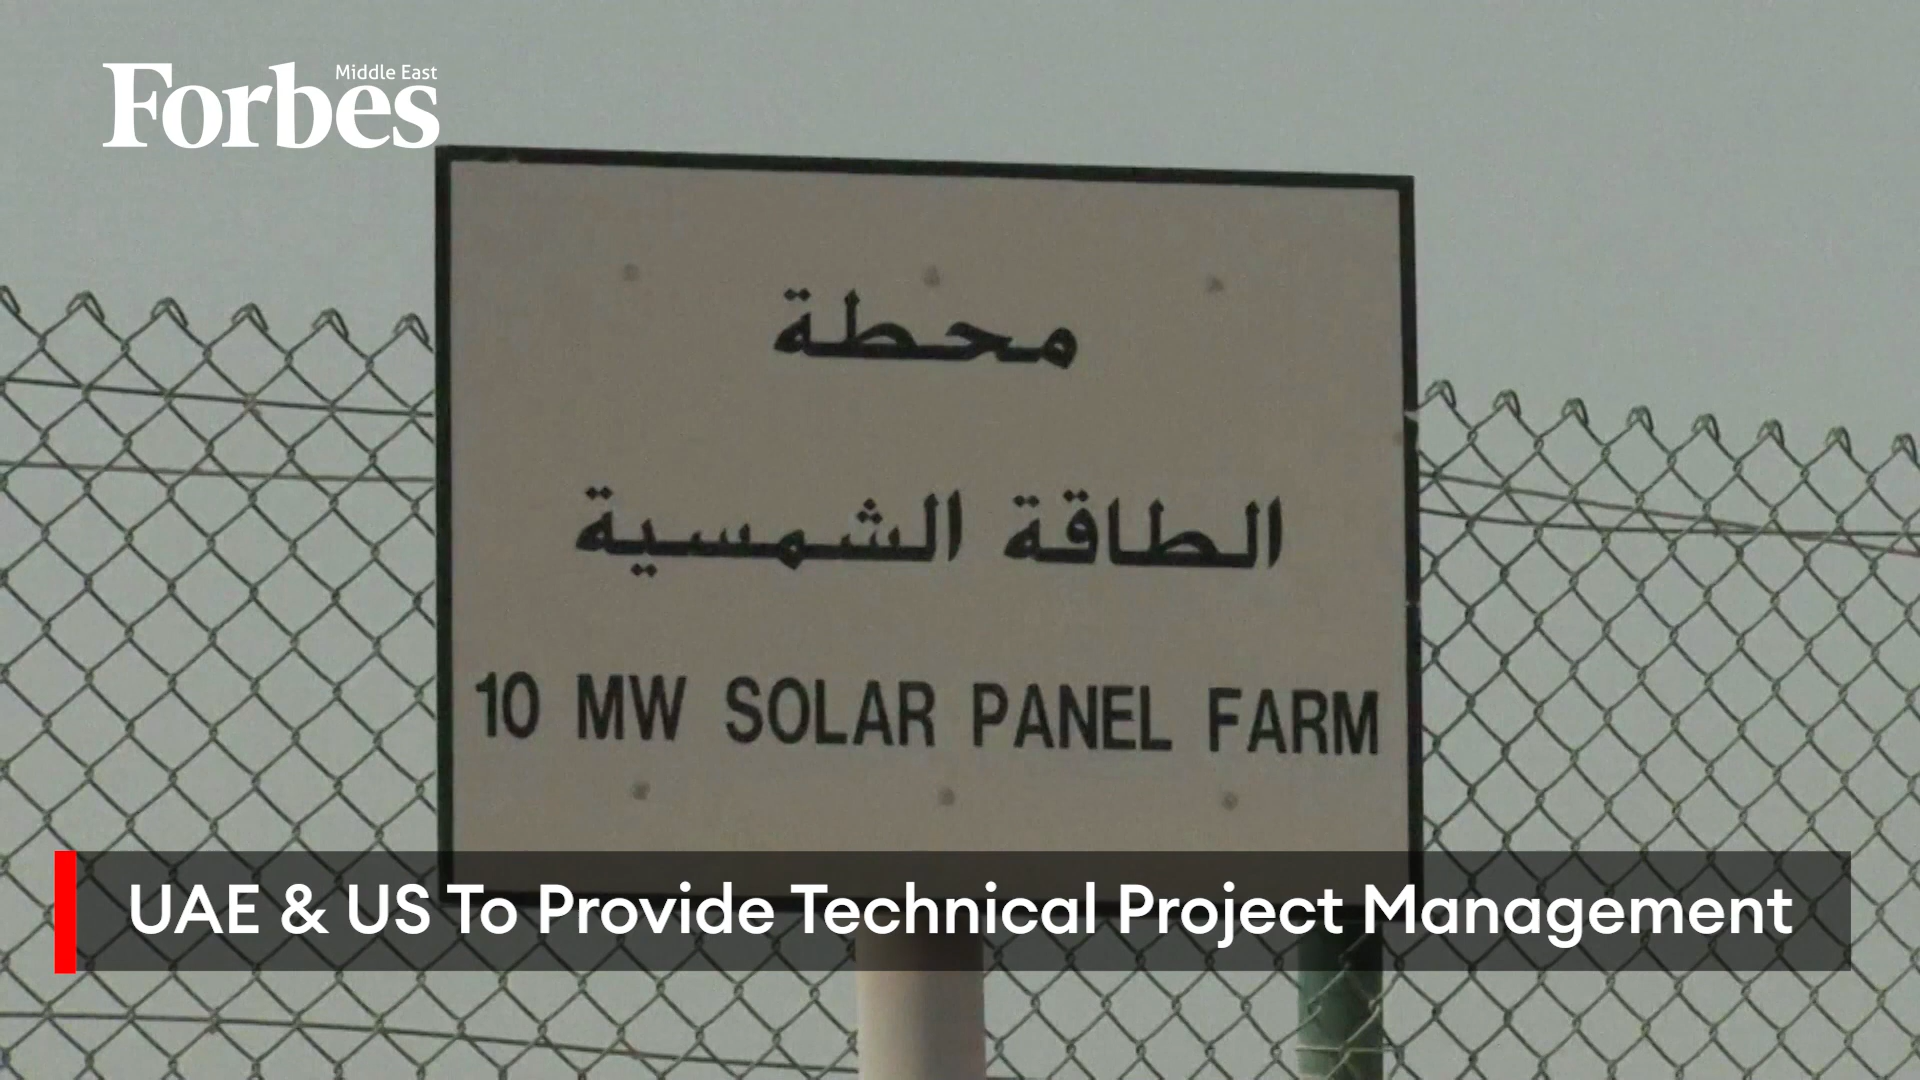 Forbes
Middle East
محطة
الطاقة الشمسية
10 MW SOLAR PANEL FARM
UAE & US To Provide Technical Project Management